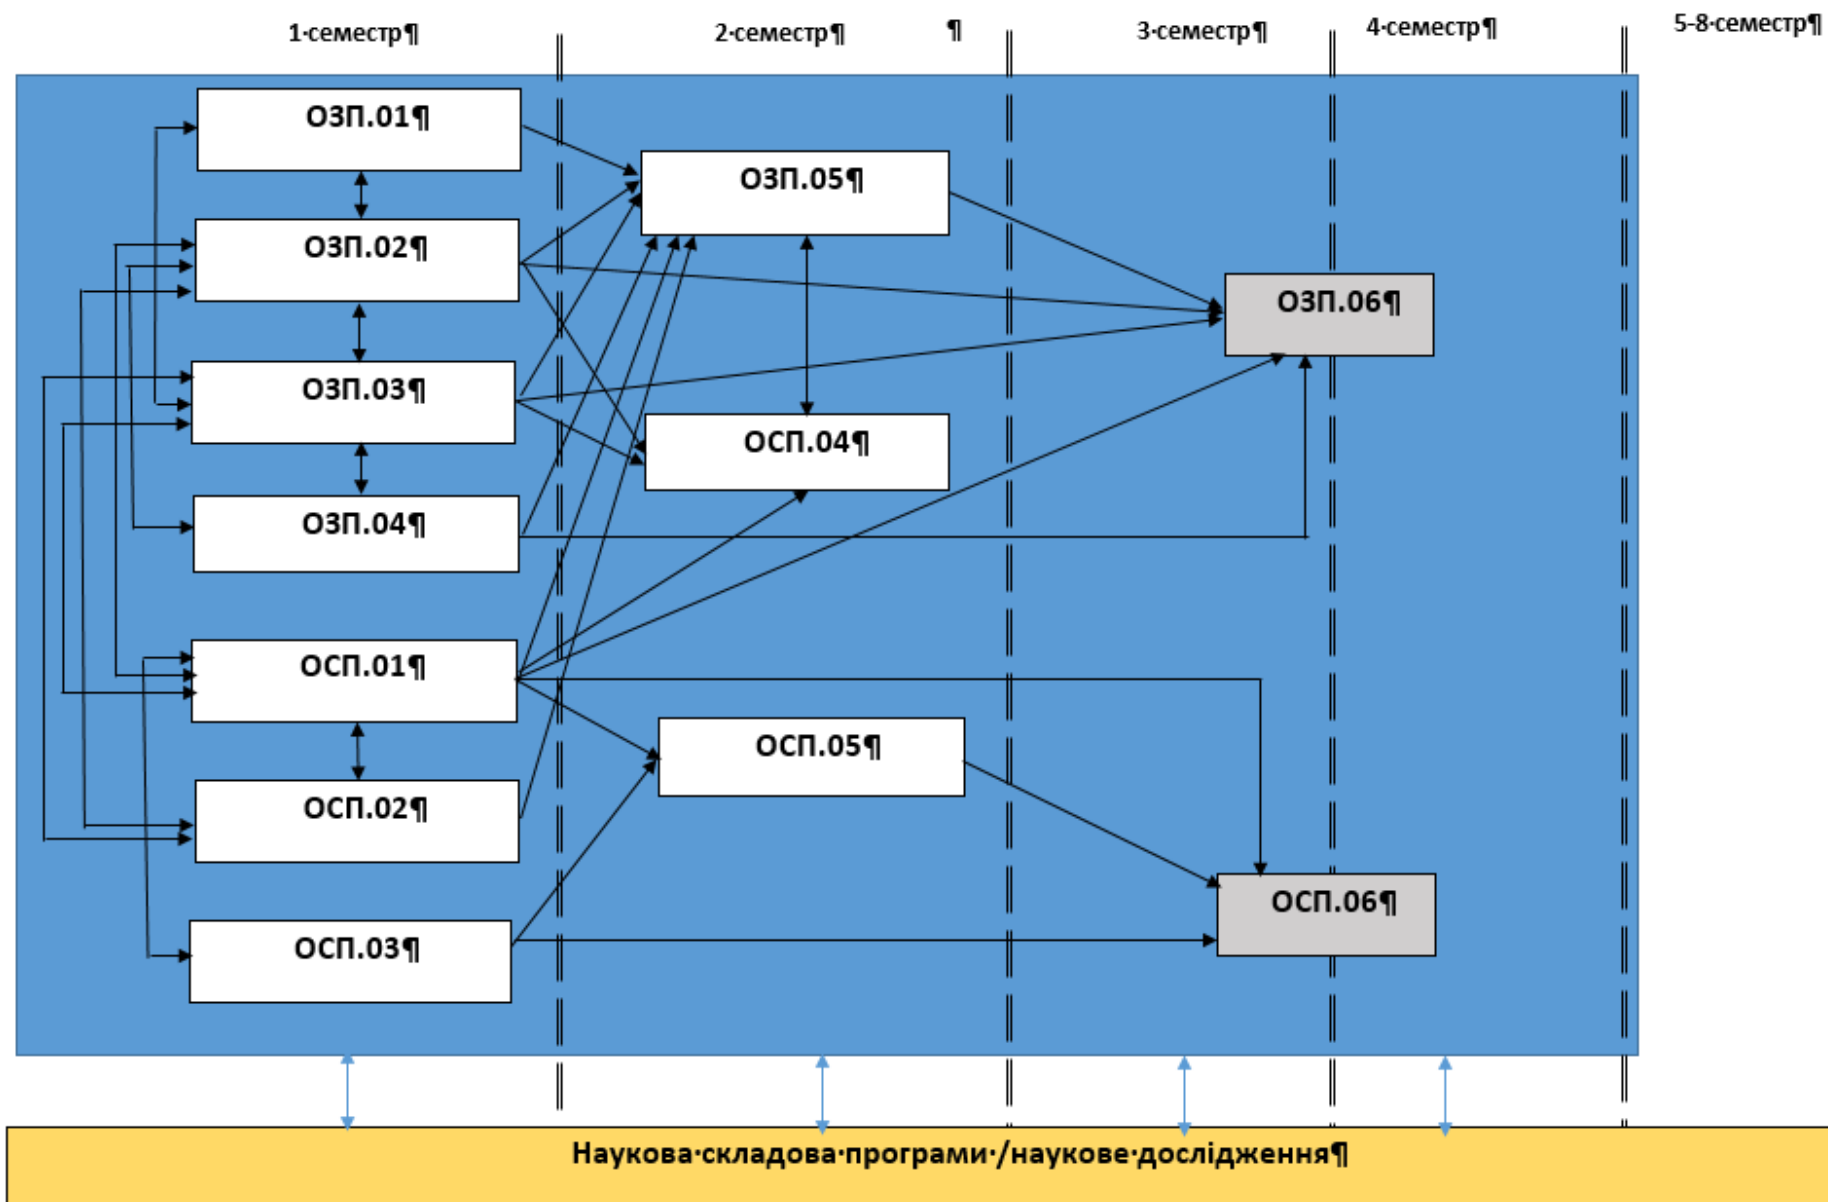 1·семестр¶
2·семестр¶
¶
3·семестр¶
4·семестр¶
5-8·семестр¶
ОЗП.01¶
ОЗП.05¶
ОЗП.02¶
ОЗП.06¶
ОЗП.03¶
ОСП.04¶
ОЗП.04¶
ОСП.01¶
ОСП.05¶
ОСП.02¶
ОСП.06¶
ОСП.03¶
Наукова·складова·програми·/наукове·дослідження¶